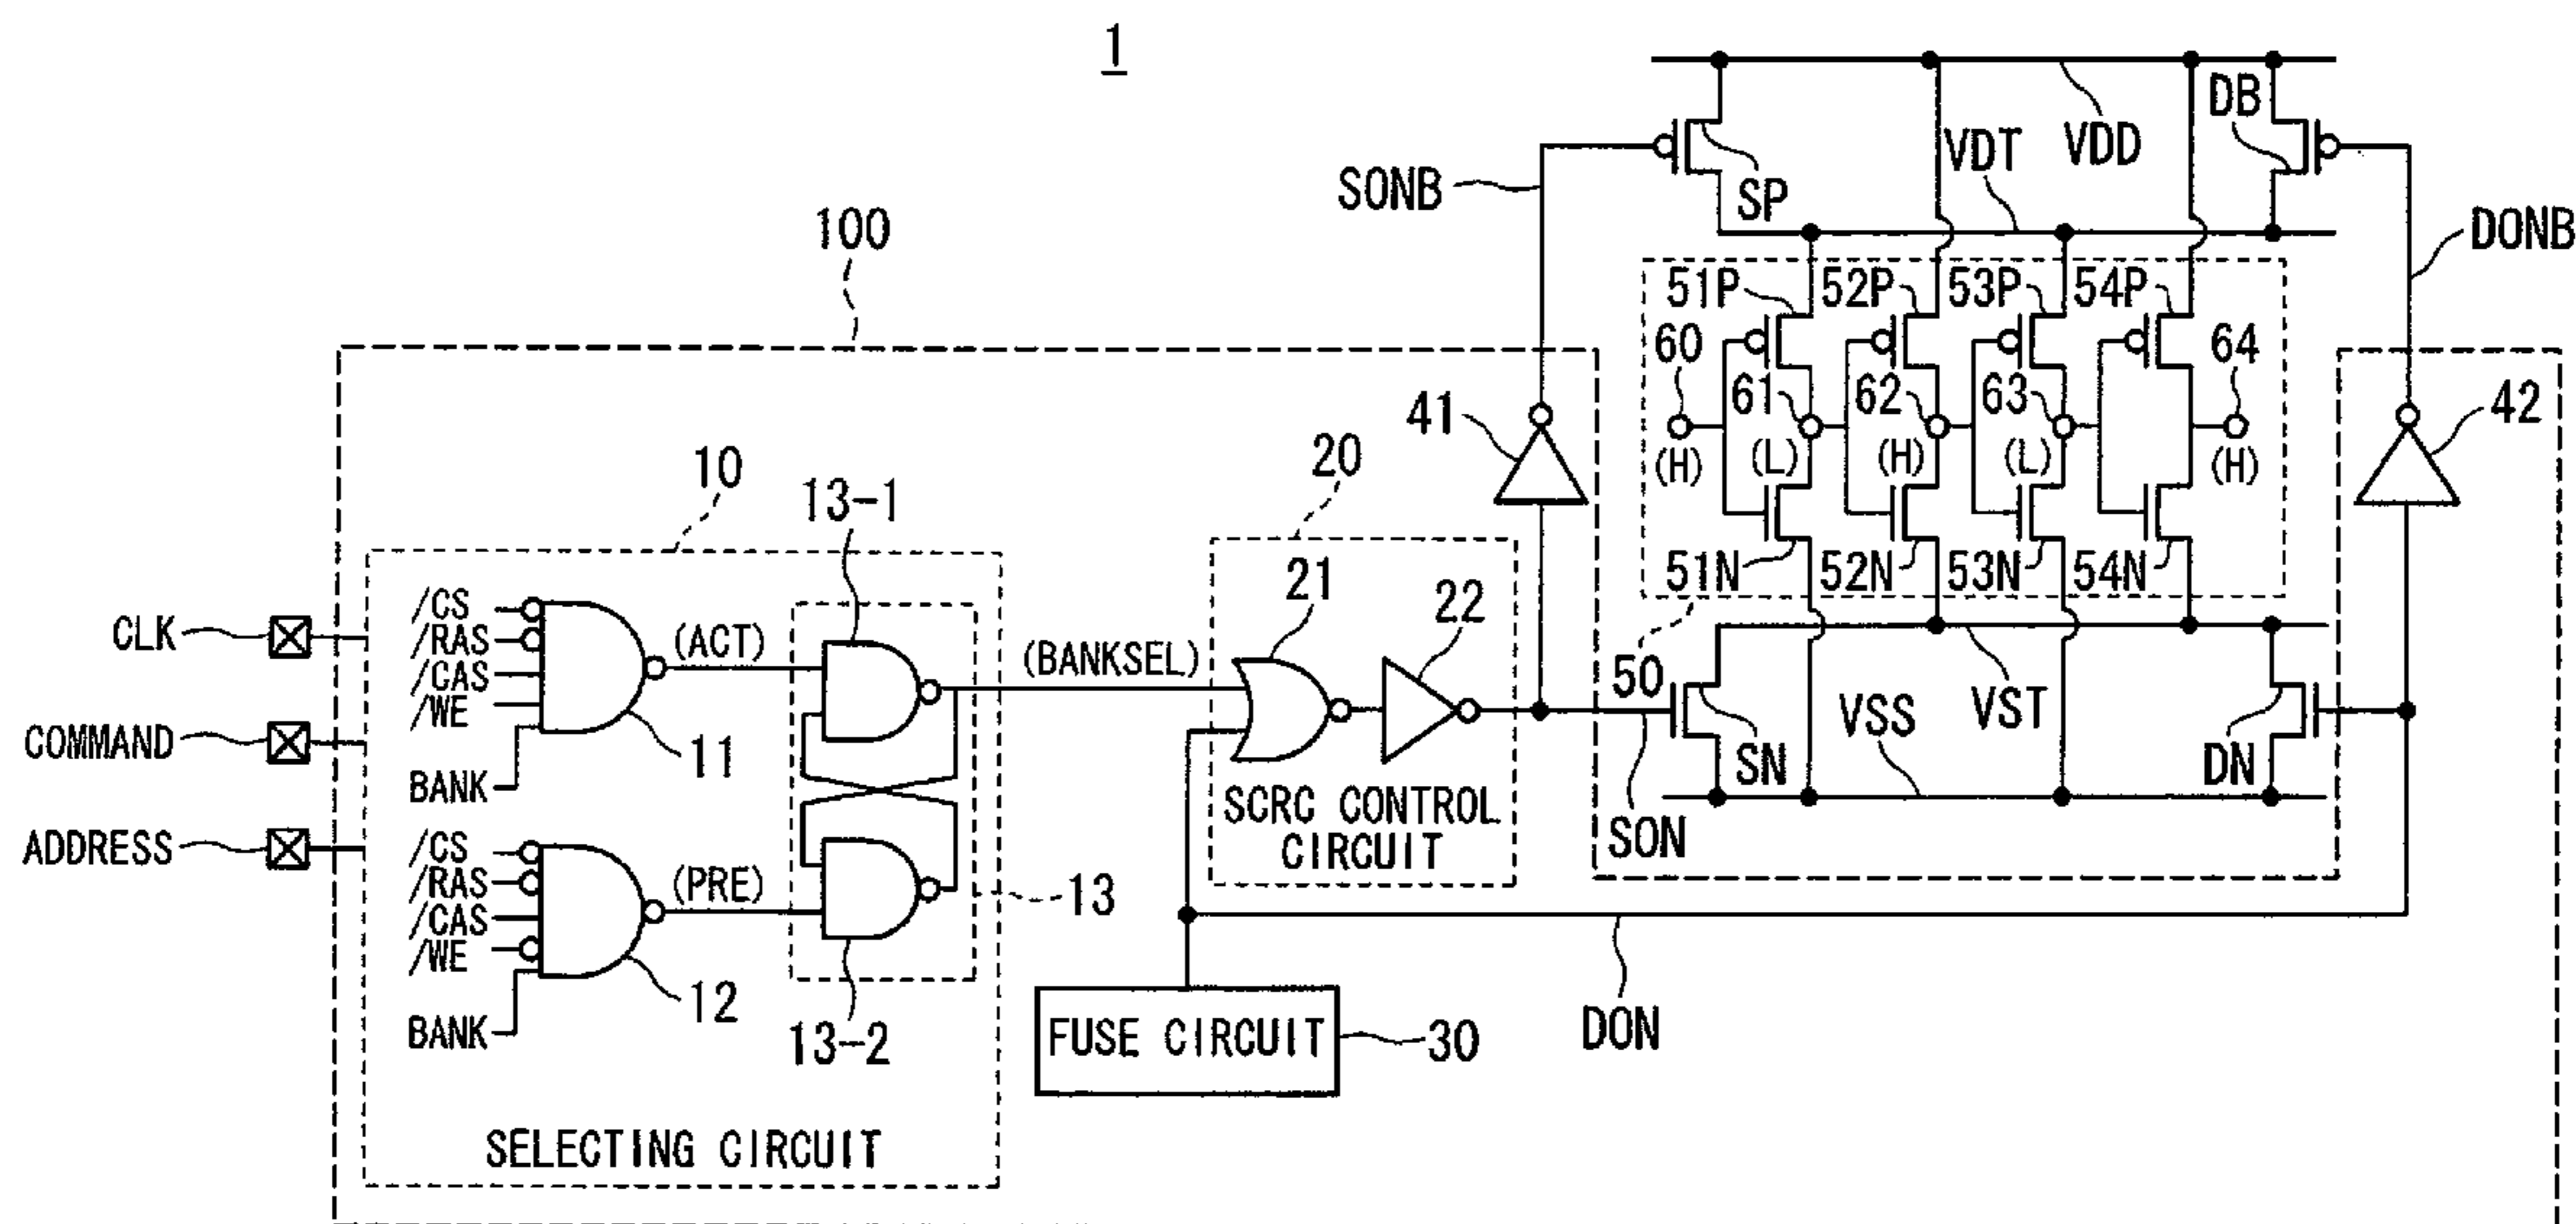 1
VDD
DB
VDT
SP
SONB
DONB
100
51P
52P
53P
54P
60
61
62
63
64
(H)
(L)
(H)
(L)
(H)
41
42
51N
52N
53N
54N
50
VST
VSS
SN
DN
SON
10
13-1
20
21
22
CLK
COMMAND
ADDRESS
/CS
/RAS
/CAS
/WE
BANK
11
(ACT)
(BANKSEL)
/CS
/RAS
/CAS
/WE
BANK
12
(PRE)
13
13-2
SCRC CONTROL
CIRCUIT
FUSE CIRCUIT
30
DON
SELECTING CIRCUIT